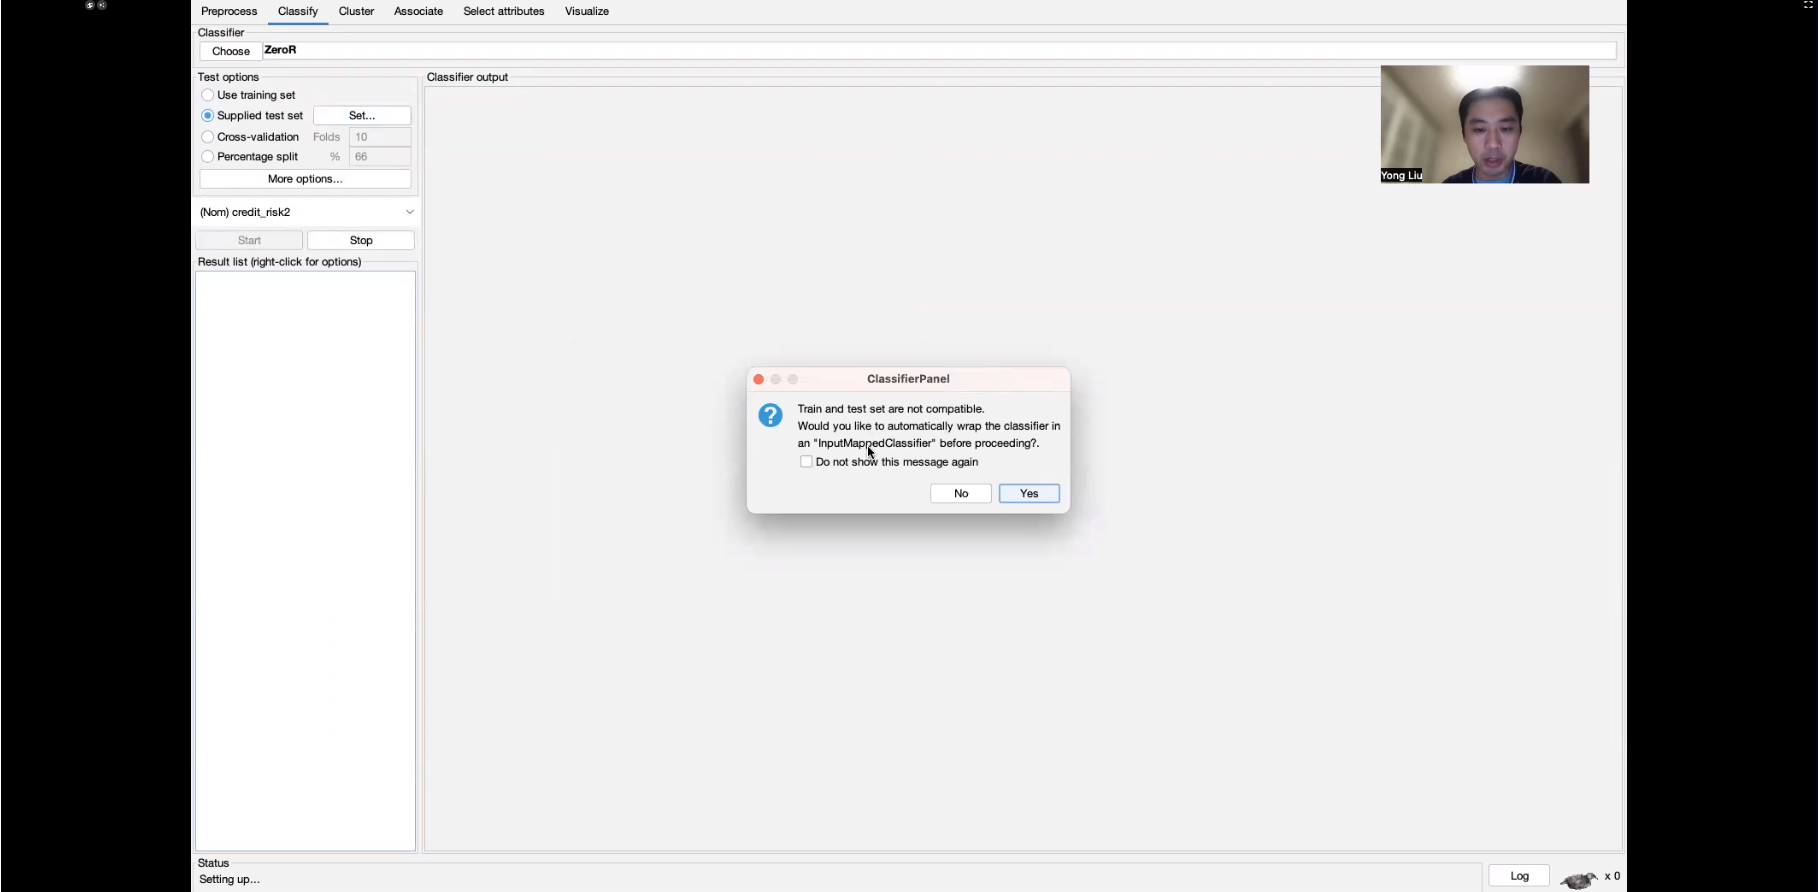 Preprocess Classify Cluster Associate Select attributes Visualize
Classifier
Choose ZeroR
Test options
Classifier output
Use training set
Supplied test set Set...
Cross-validation Folds 10
Percentage split % 66
More options...
Yong Liu
(Nom) credit_risk2
Start Stop
Result list (right-click for options)
ClassifierPanel
Train and test set are not compatible.
Would you like to automatically wrap the classifier in
an "InputMappedClassifier" before proceeding?.
Do not show this message again
No Yes
Status
Setting up...
Log x 0